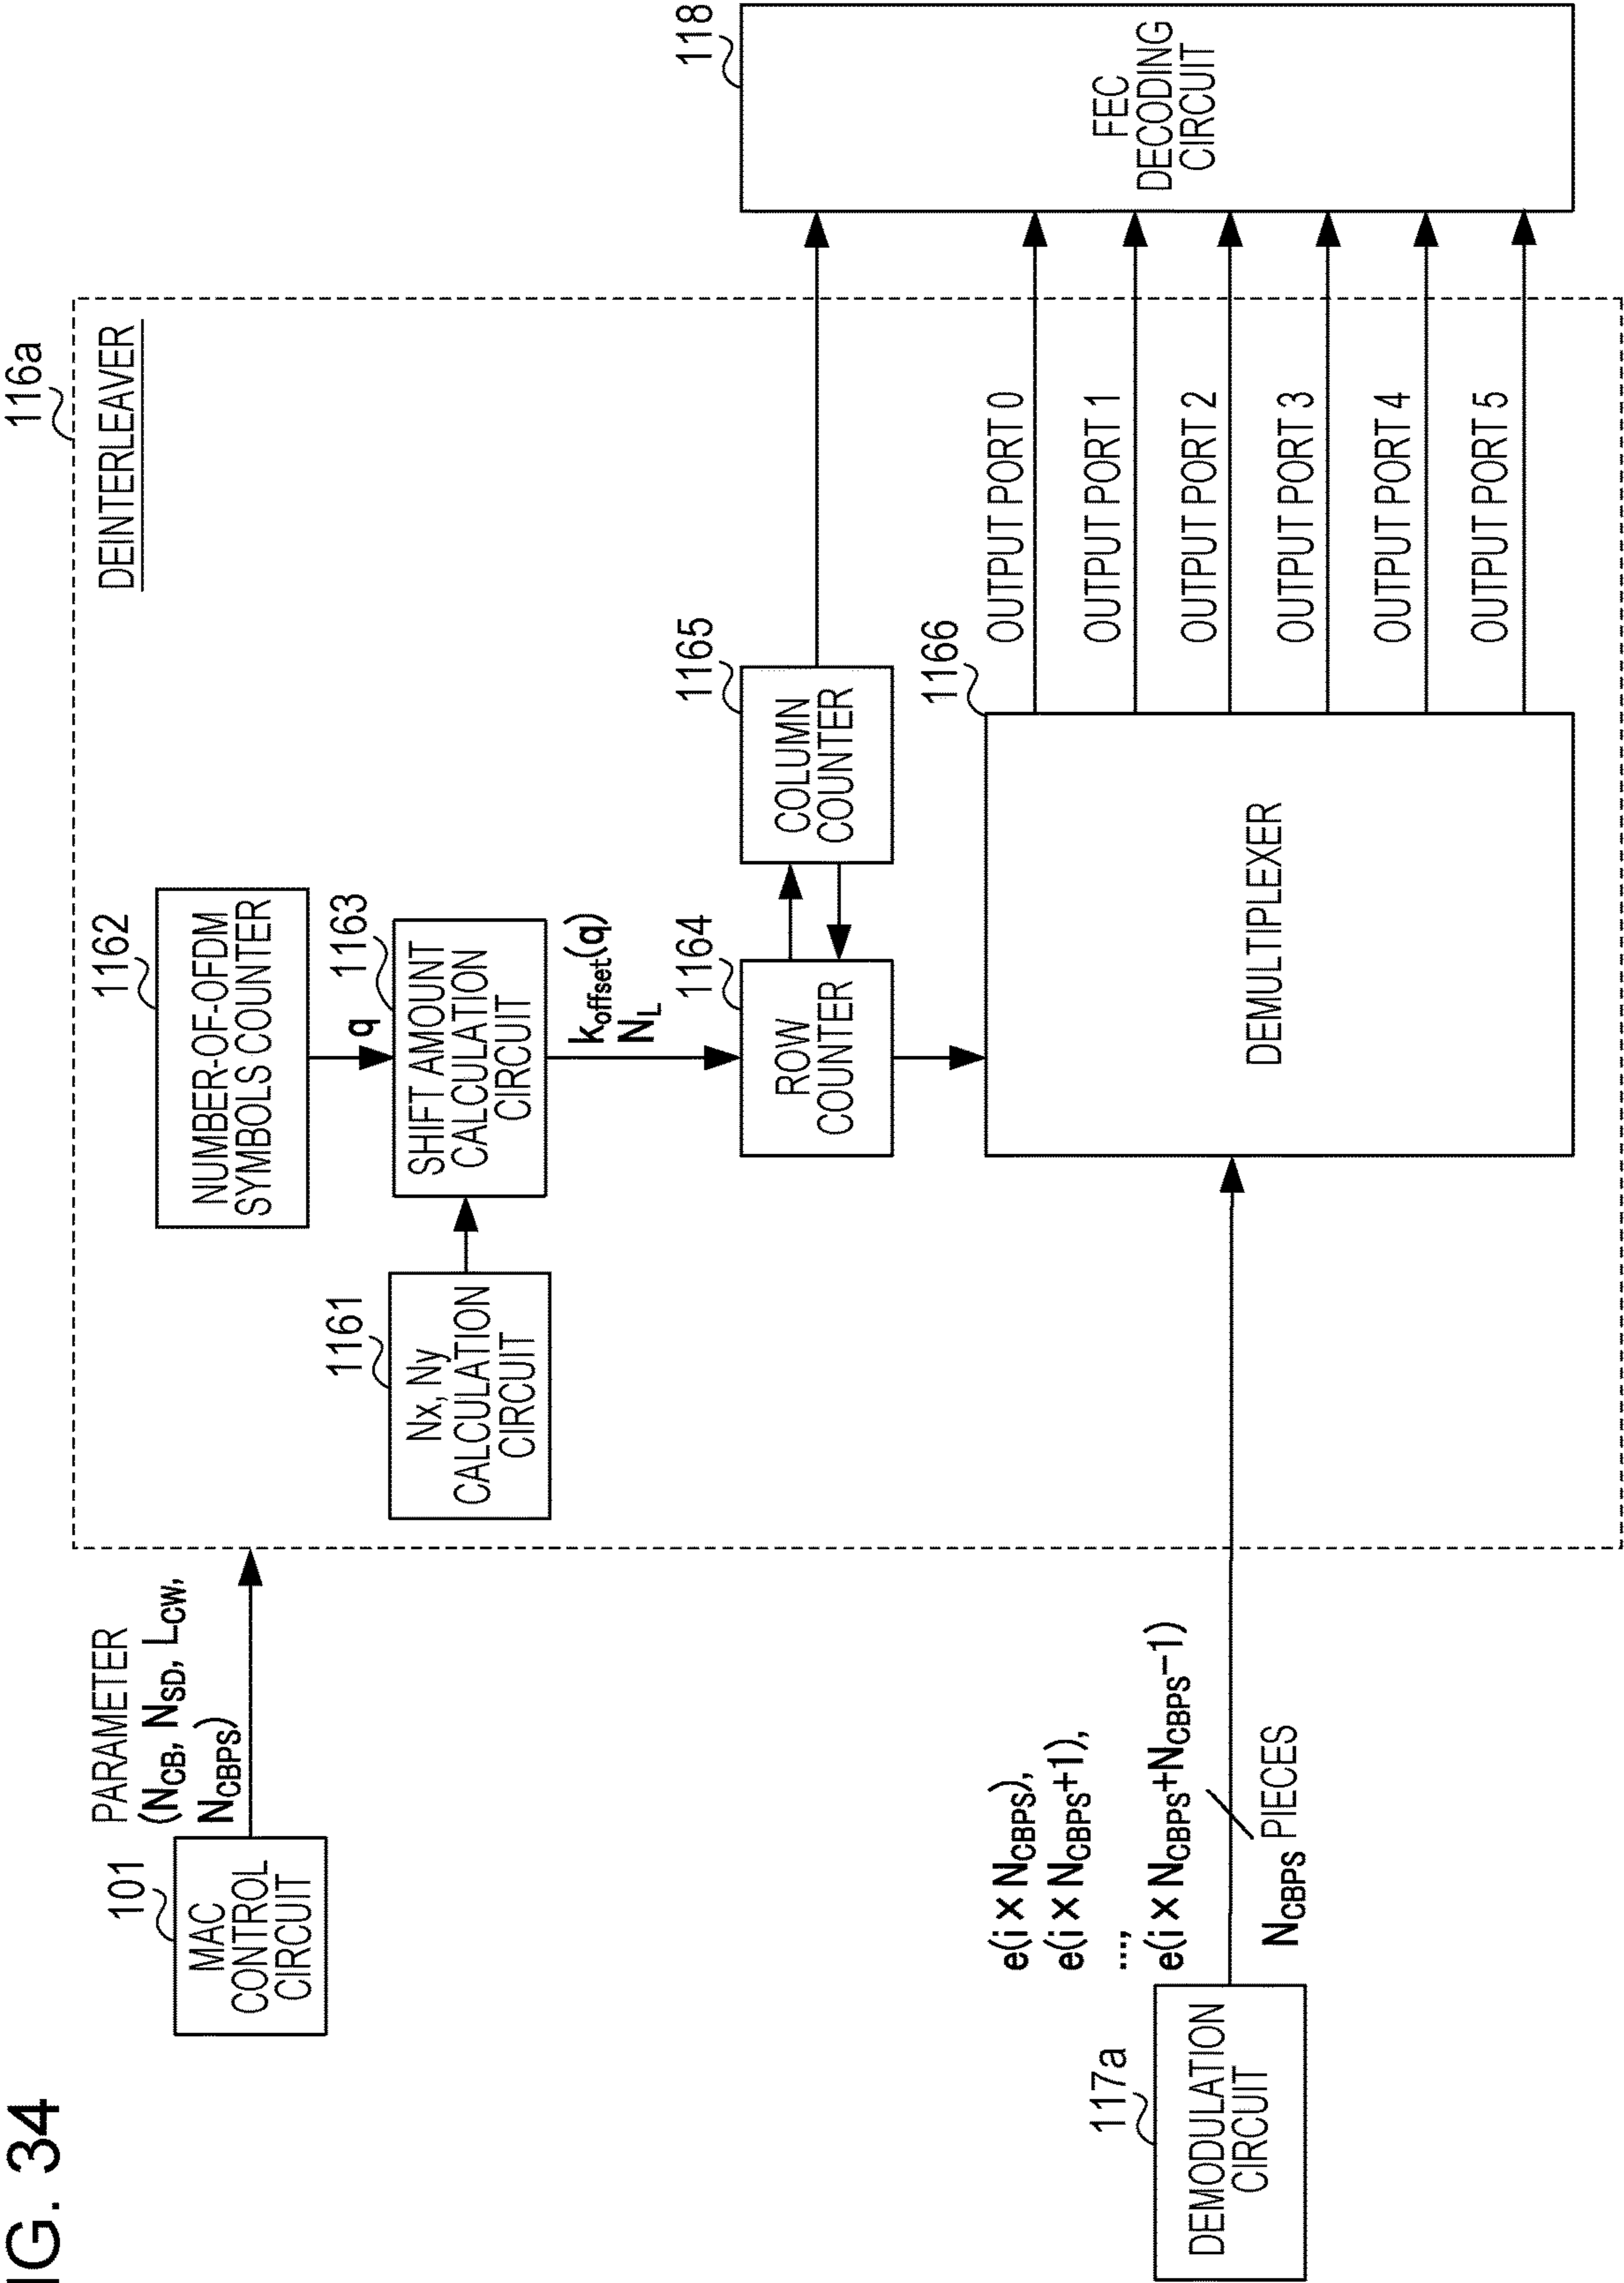 IG. 34
101
MAC
CONTROL
CIRCUIT
PARAMETER
(NCB, NSD, LCW,
NCBPS)
116a
DEINTERLEAVER
1161
Nx, Ny
CALCULATION
CIRCUIT
1162
NUMBER-OF-OFDM
SYMBOLS COUNTER
q
1163
SHIFT AMOUNT
CALCULATION
CIRCUIT
koffset(q)
NL
1164
ROW
COUNTER
1165
COLUMN
COUNTER
1166
DEMULTIPLEXER
OUTPUT PORT 0
OUTPUT PORT 1
OUTPUT PORT 2
OUTPUT PORT 3
OUTPUT PORT 4
OUTPUT PORT 5
118
FEC
DECODING
CIRCUIT
117a
DEMODULATION
CIRCUIT
e(i × NCBPS),
e(i × NCBPS+1),
...,
e(i × NCBPS+NCBPS−1)
NCBPS PIECES